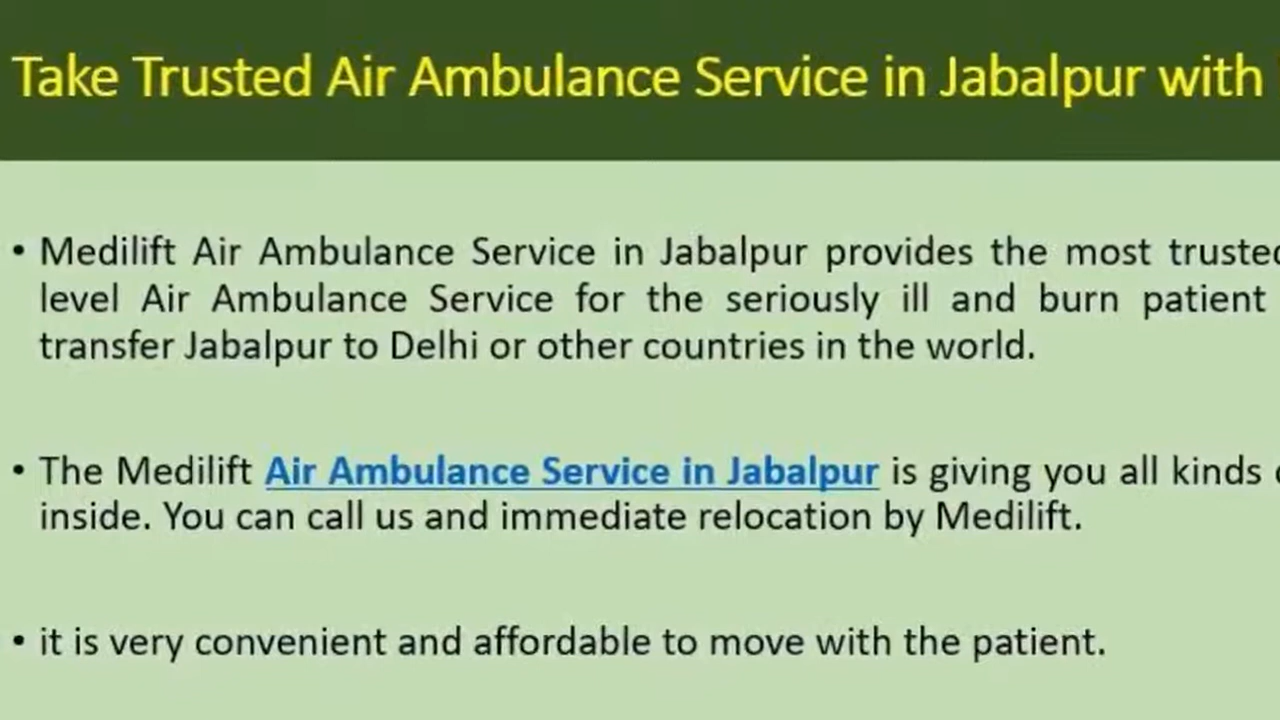 Take Trusted Air Ambulance Service in Jabalpur with
• Medilift Air Ambulance Service in Jabalpur provides the most trusted
level Air Ambulance Service for the seriously ill and burn patient
transfer Jabalpur to Delhi or other countries in the world.
• The Medilift Air Ambulance Service in Jabalpur is giving you all kinds
inside. You can call us and immediate relocation by Medilift.
• it is very convenient and affordable to move with the patient.